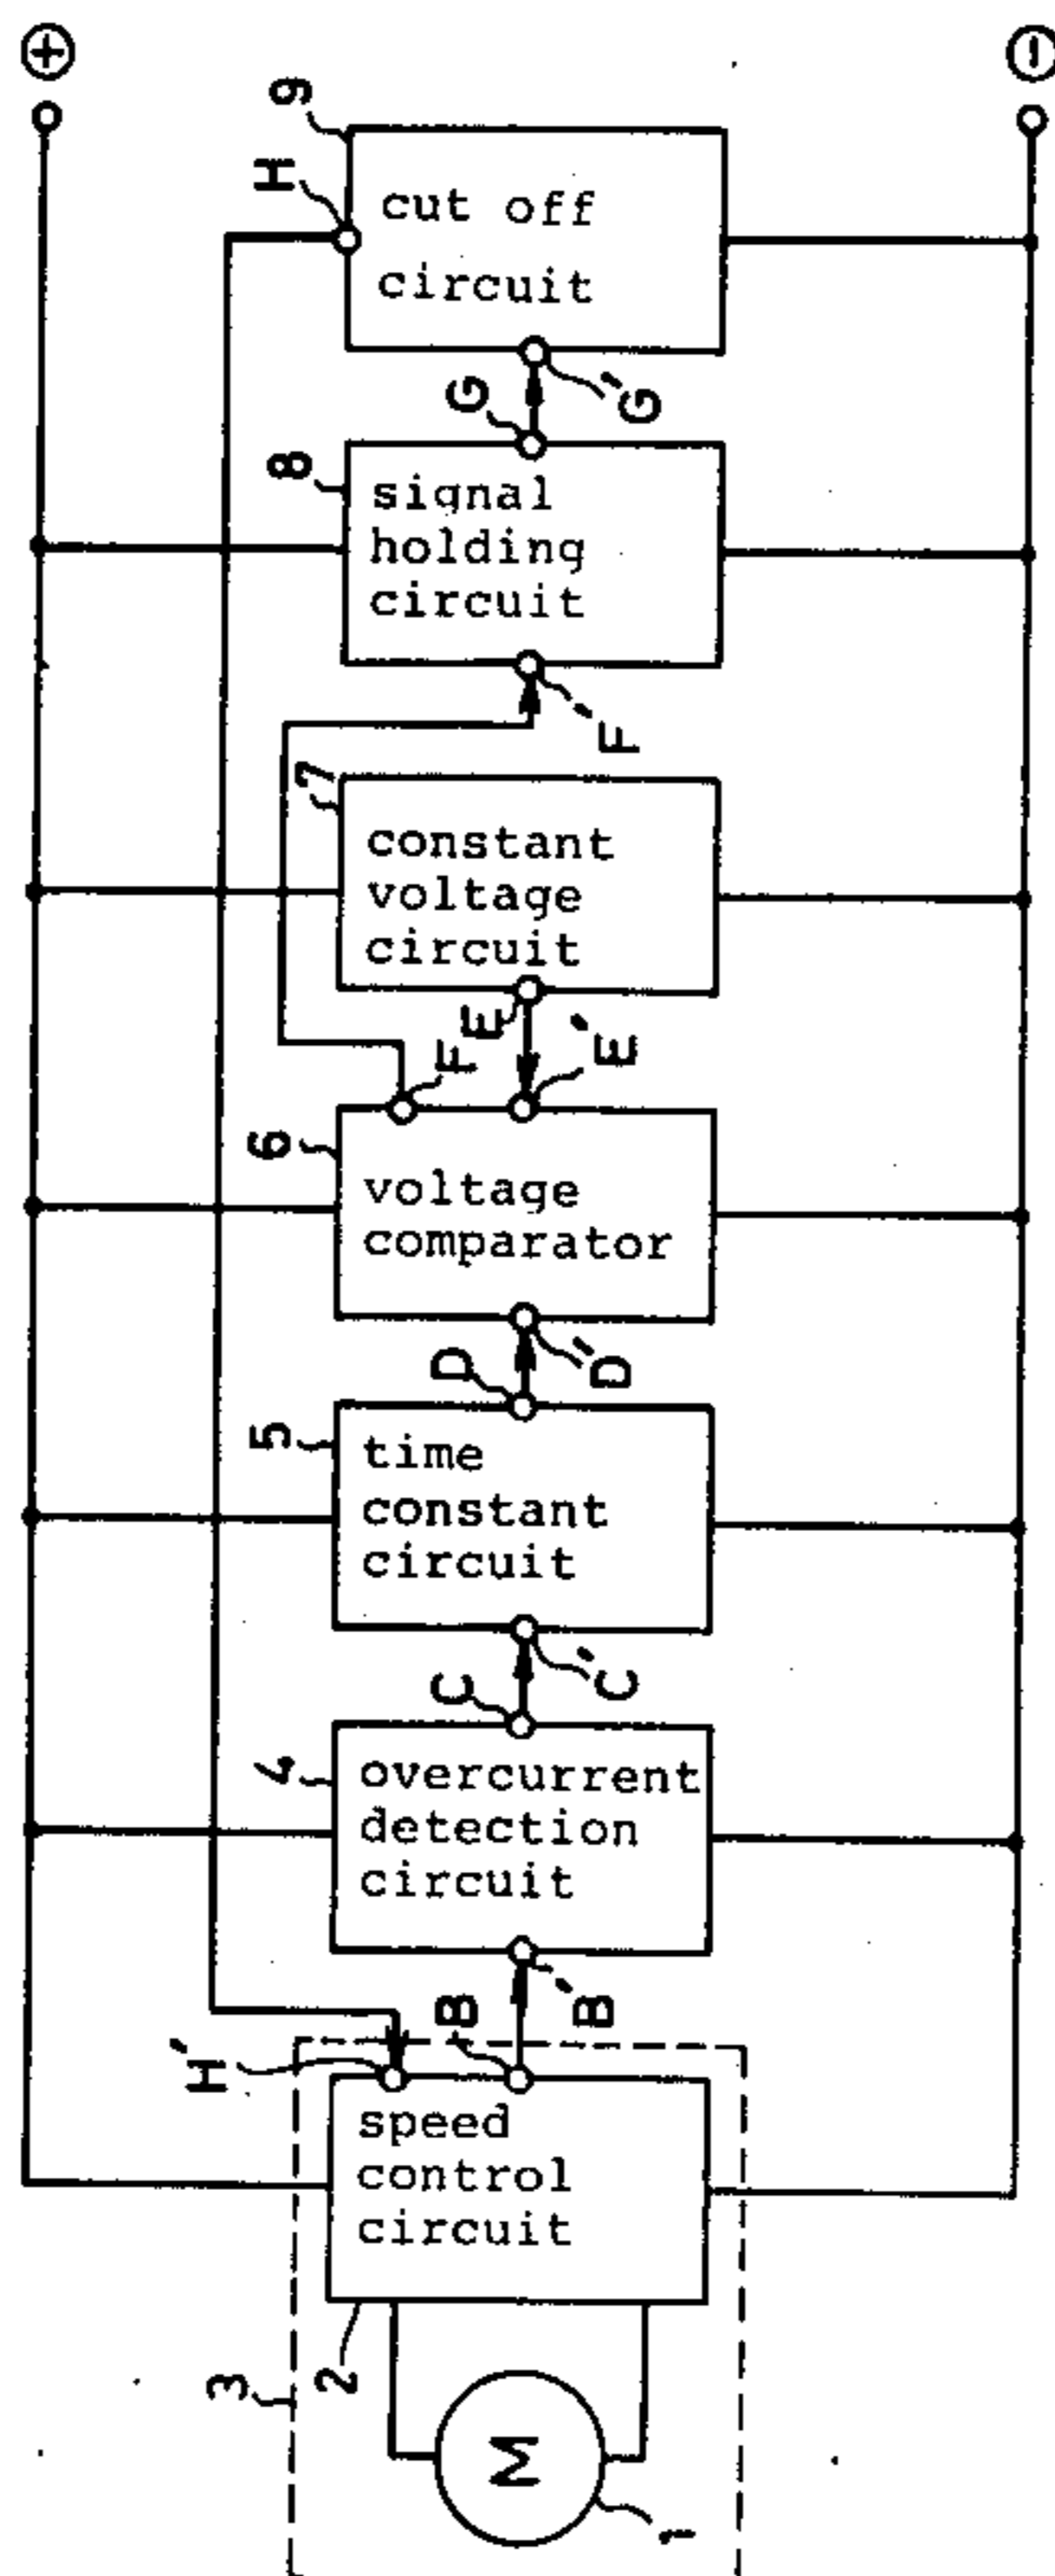 ⊕
⊖
9
H
cut off
circuit
G
G'
8
signal
holding
circuit
F'
7
constant
voltage
circuit
E
E'
F
6
voltage
comparator
D
D'
5
time
constant
circuit
C
C'
4
overcurrent
detection
circuit
B
B'
H'
speed
control
circuit
3
2
M
1